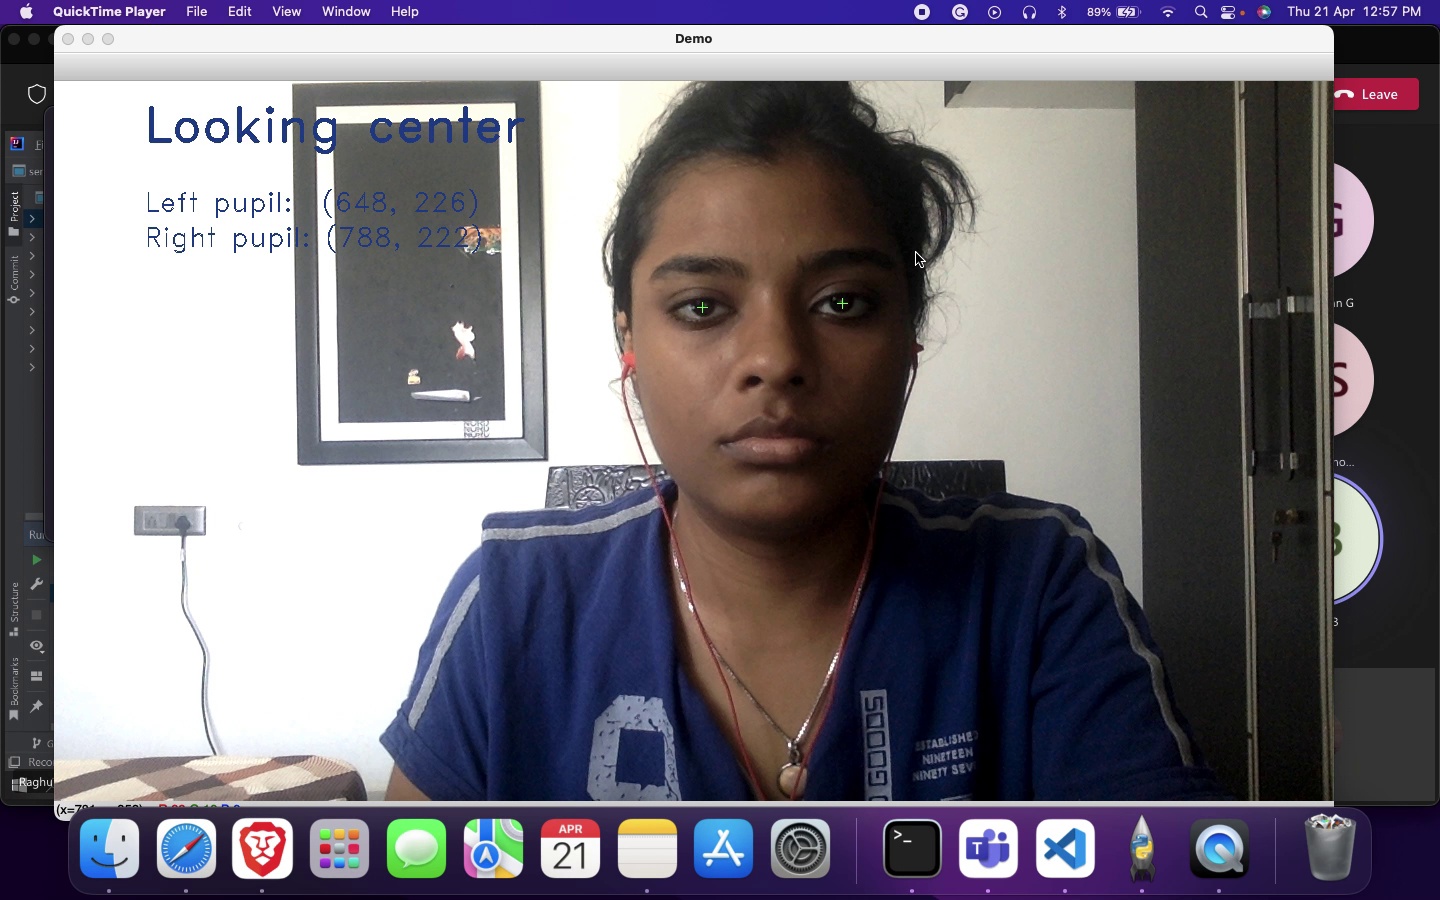 QuickTime Player File Edit View Window Help 89% Thu 21 Apr 12:57 PM
Demo
Leave
Looking center
Left pupil: (648, 226)
Right pupil: (788, 222)
Project
Commit
Structure
Bookmarks
ser
n G
S
no...
B
Ru
G
Reco
Raghu
NORD
GOODS
ESTABLISHED
NINETEEN
NINETY SEV
APR
21
>_
T